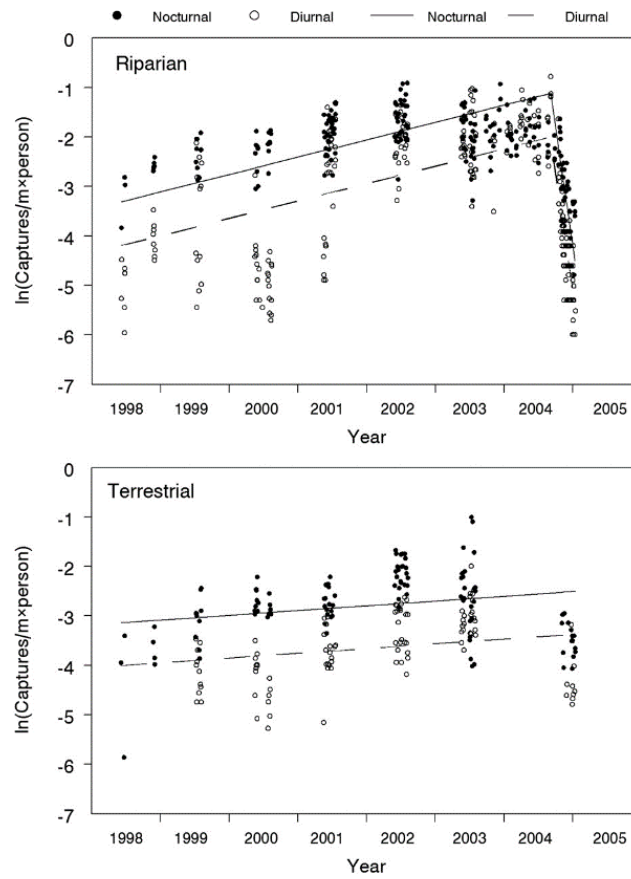 Nocturnal Diurnal Nocturnal Diurnal
0
Riparian
-1
-2
-3
-4
-5
-6
-7
ln(Captures/m×person)
1998 1999 2000 2001 2002 2003 2004 2005
Year
0
Terrestrial
-1
-2
-3
-4
-5
-6
-7
ln(Captures/m×person)
1998 1999 2000 2001 2002 2003 2004 2005
Year